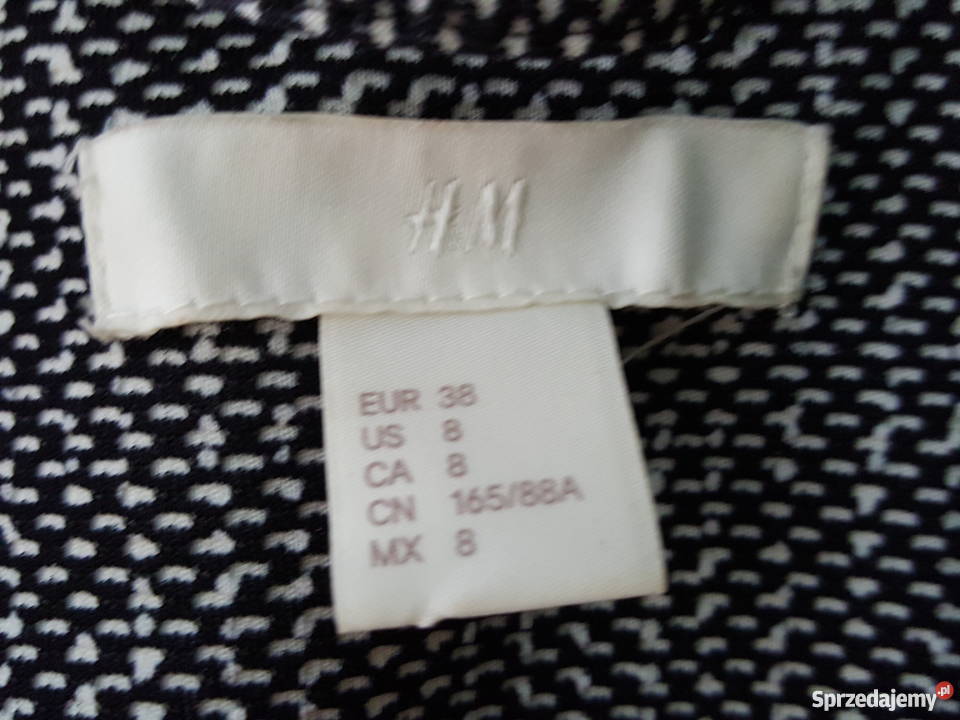 H&M
EUR 38
US 8
CA 8
CN 165/88A
MX 8
Sprzedajemy.pl